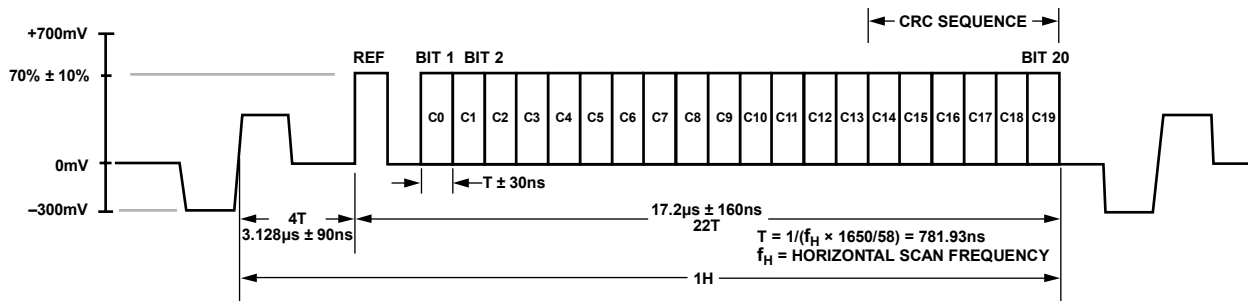 CRC SEQUENCE
+700mV
REF
BIT 1
BIT 2
BIT 20
70% ± 10%
C0
C1
C2
C3
C4
C5
C6
C7
C8
C9
C10
C11
C12
C13
C14
C15
C16
C17
C18
C19
0mV
T ± 30ns
–300mV
4T
3.128µs ± 90ns
17.2µs ± 160ns
22T
T = 1/(fH × 1650/58) = 781.93ns
fH = HORIZONTAL SCAN FREQUENCY
1H